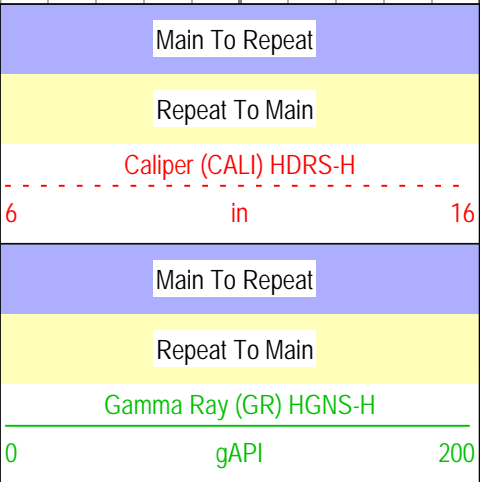 Main To Repeat
Repeat To Main
Caliper (CALI) HDRS-H
6 in 16
Main To Repeat
Repeat To Main
Gamma Ray (GR) HGNS-H
0 gAPI 200